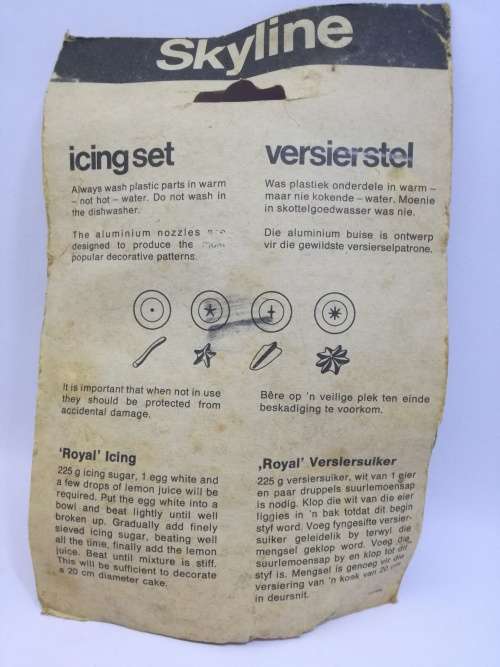 Skyline
icing set
Always wash plastic parts in warm
– not hot – water. Do not wash in
the dishwasher.
The aluminium nozzles
designed to produce the
popular decorative patterns.
It is important that when not in use
they should be protected from
accidental damage.
'Royal' Icing
225 g icing sugar, 1 egg white and
a few drops of lemon juice will be
required. Put the egg white into a
bowl and beat lightly until well
broken up. Gradually add finely
sieved icing sugar, beating well
all the time, finally add the lemon
juice. Beat until mixture is stiff.
This will be sufficient to decorate
a 20 cm diameter cake.
versierstel
Was plastiek onderdele in warm –
maar nie kokende – water. Moenie
in skottelgoedwasser was nie.
Die aluminium buise is ontwerp
vir die gewildste versierselpatrone.
Bêre op 'n veilige plek ten einde
beskadiging te voorkom.
‚Royal' Versiersuiker
225 g versiersuiker, wit van 1 eier
en paar druppels suurlemoensap
is nodig. Klop die wit van die eier
liggies in 'n bak totdat dit begin
styf word. Voeg fyngesifte versier-
suiker geleidelik by terwyl die
mengsel geklop word. Voeg die
suurlemoensap by en klop tot dit
styf is. Mengsel is genoeg vir die
versiering van 'n koek van 20 cm
in deursnit.